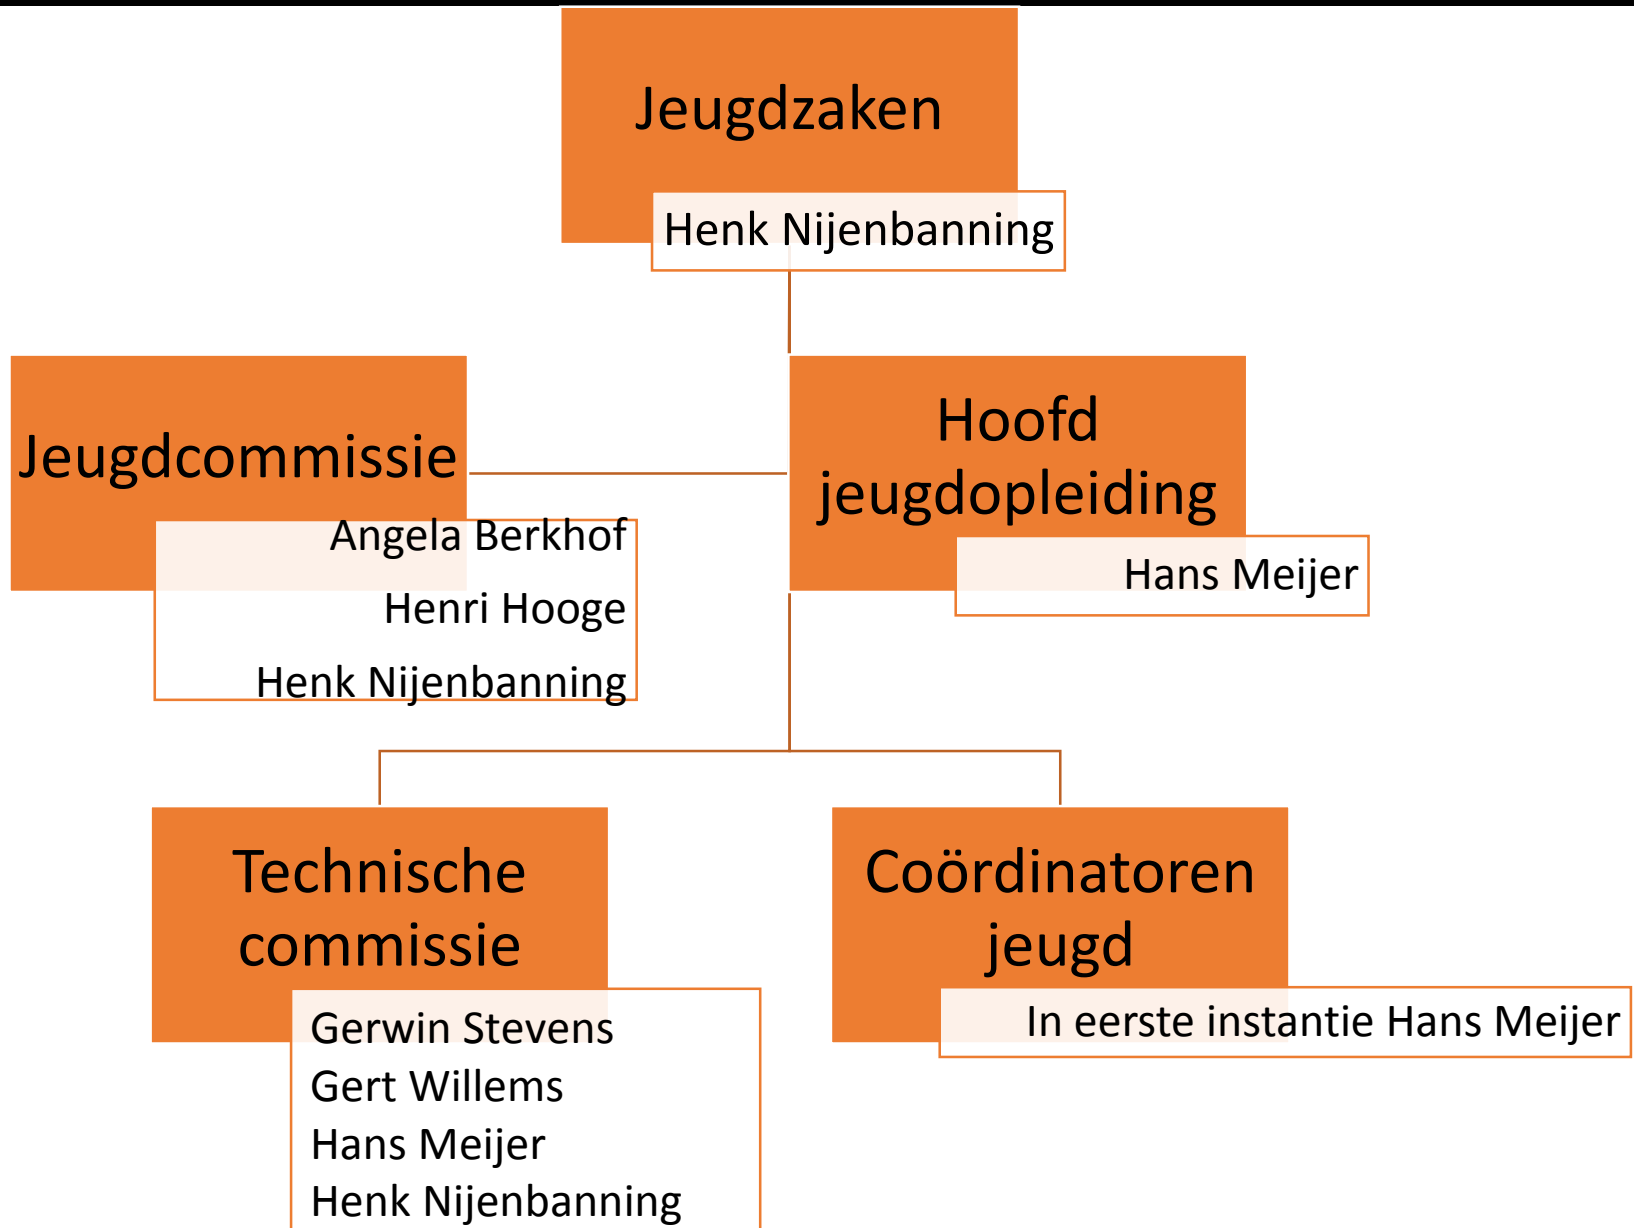 Jeugdzaken
Henk Nijenbanning
Jeugdcommissie
Angela Berkhof
Henri Hooge
Henk Nijenbanning
Hoofd
jeugdopleiding
Hans Meijer
Technische
commissie
Gerwin Stevens
Gert Willems
Hans Meijer
Henk Nijenbanning
Coördinatoren
jeugd
In eerste instantie Hans Meijer